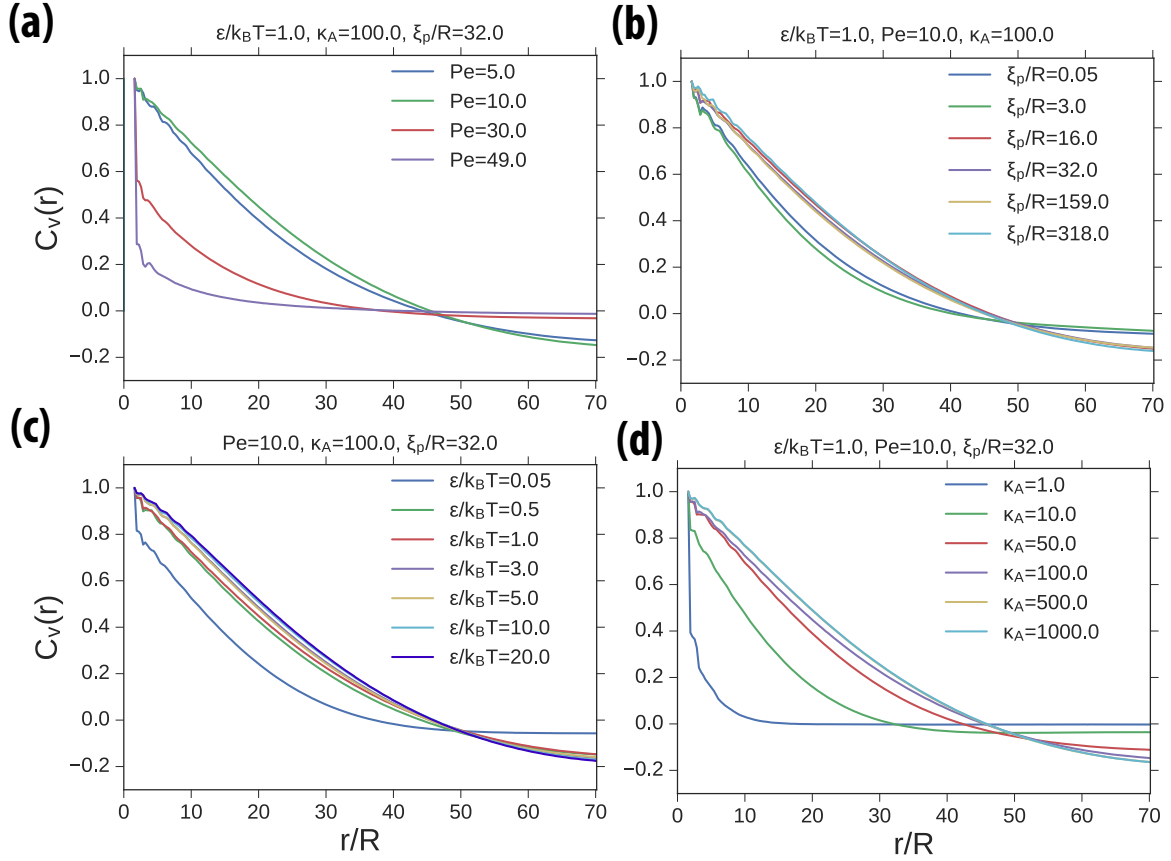 (a)
ε/k_BT=1.0, κ_A=100.0, ξ_p/R=32.0
Pe=5.0
Pe=10.0
Pe=30.0
Pe=49.0
C_v(r)
1.0
0.8
0.6
0.4
0.2
0.0
−0.2
0 10 20 30 40 50 60 70
(b)
ε/k_BT=1.0, Pe=10.0, κ_A=100.0
ξ_p/R=0.05
ξ_p/R=3.0
ξ_p/R=16.0
ξ_p/R=32.0
ξ_p/R=159.0
ξ_p/R=318.0
1.0
0.8
0.6
0.4
0.2
0.0
−0.2
0 10 20 30 40 50 60 70
(c)
Pe=10.0, κ_A=100.0, ξ_p/R=32.0
ε/k_BT=0.05
ε/k_BT=0.5
ε/k_BT=1.0
ε/k_BT=3.0
ε/k_BT=5.0
ε/k_BT=10.0
ε/k_BT=20.0
C_v(r)
1.0
0.8
0.6
0.4
0.2
0.0
−0.2
0 10 20 30 40 50 60 70
r/R
(d)
ε/k_BT=1.0, Pe=10.0, ξ_p/R=32.0
κ_A=1.0
κ_A=10.0
κ_A=50.0
κ_A=100.0
κ_A=500.0
κ_A=1000.0
1.0
0.8
0.6
0.4
0.2
0.0
−0.2
0 10 20 30 40 50 60 70
r/R